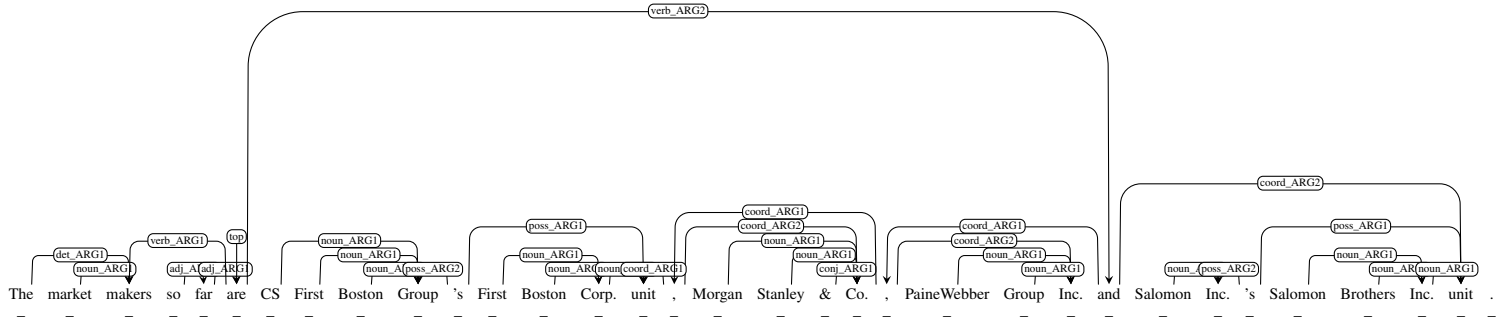 verb_ARG2
coord_ARG2
coord_ARG1
poss_ARG1 coord_ARG2 coord_ARG1 poss_ARG1
verb_ARG1 top noun_ARG1 noun_ARG1 coord_ARG2
det_ARG1 noun_ARG1 noun_ARG1 noun_ARG1 noun_ARG1 noun_ARG1
noun_ARG1 adj_ARG1 poss_ARG2 coord_ARG1 conj_ARG1 noun_ARG1 poss_ARG2 noun_ARG1
The market makers so far are CS First Boston Group 's First Boston Corp. unit , Morgan Stanley & Co. , PaineWebber Group Inc. and Salomon Inc. 's Salomon Brothers Inc. unit .
_ _ _ _ _ _ _ _ _ _ _ _ _ _ _ _ _ _ _ _ _ _ _ _ _ _ _ _ _ _ _ _ _